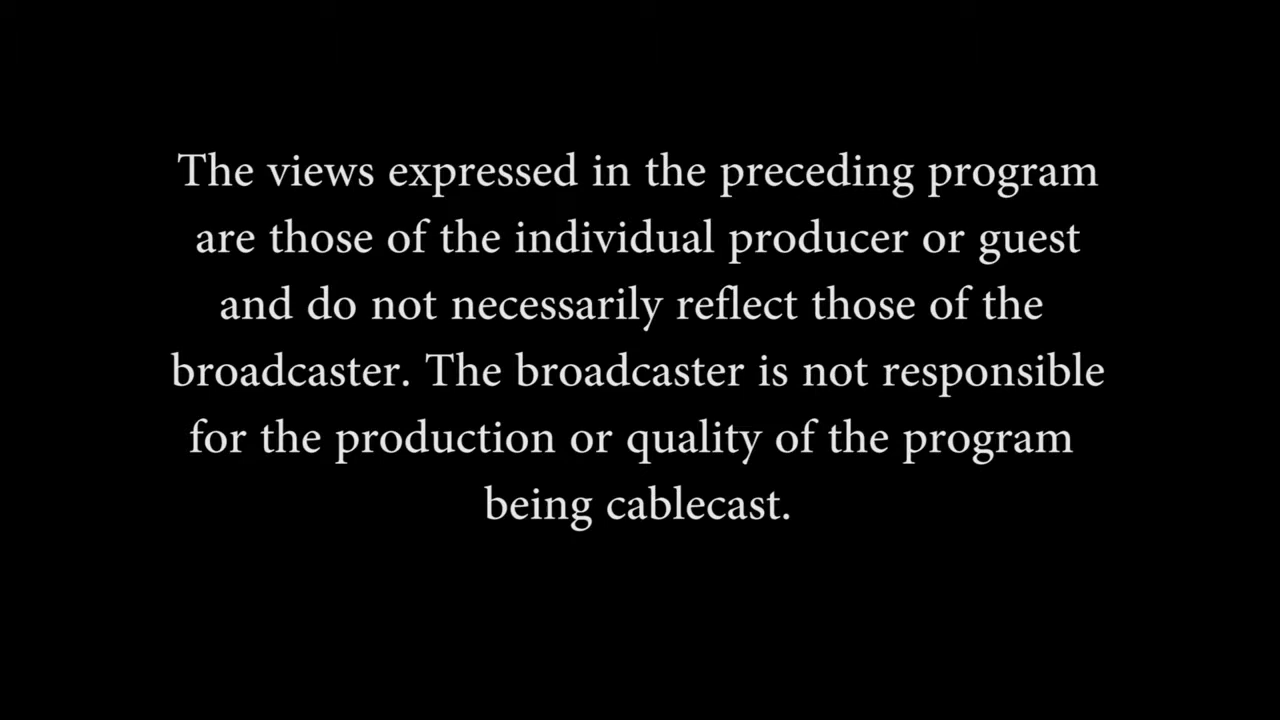 The views expressed in the preceding program
are those of the individual producer or guest
and do not necessarily reflect those of the
broadcaster. The broadcaster is not responsible
for the production or quality of the program
being cablecast.